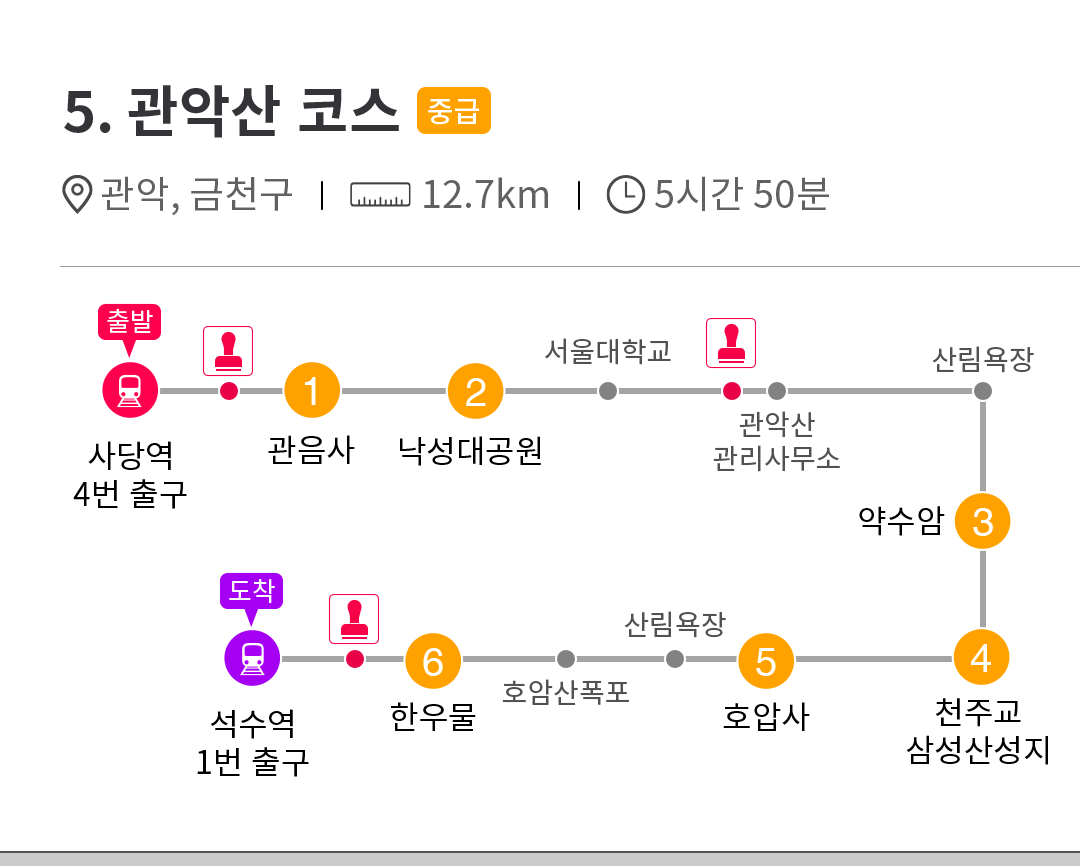 5. 관악산 코스 중급
관악, 금천구 12.7km 5시간 50분
출발
사당역
4번 출구
1
관음사
2
낙성대공원
서울대학교
관악산
관리사무소
산림욕장
3
약수암
4
천주교
삼성산성지
5
호압사
산림욕장
호암산폭포
6
한우물
도착
석수역
1번 출구